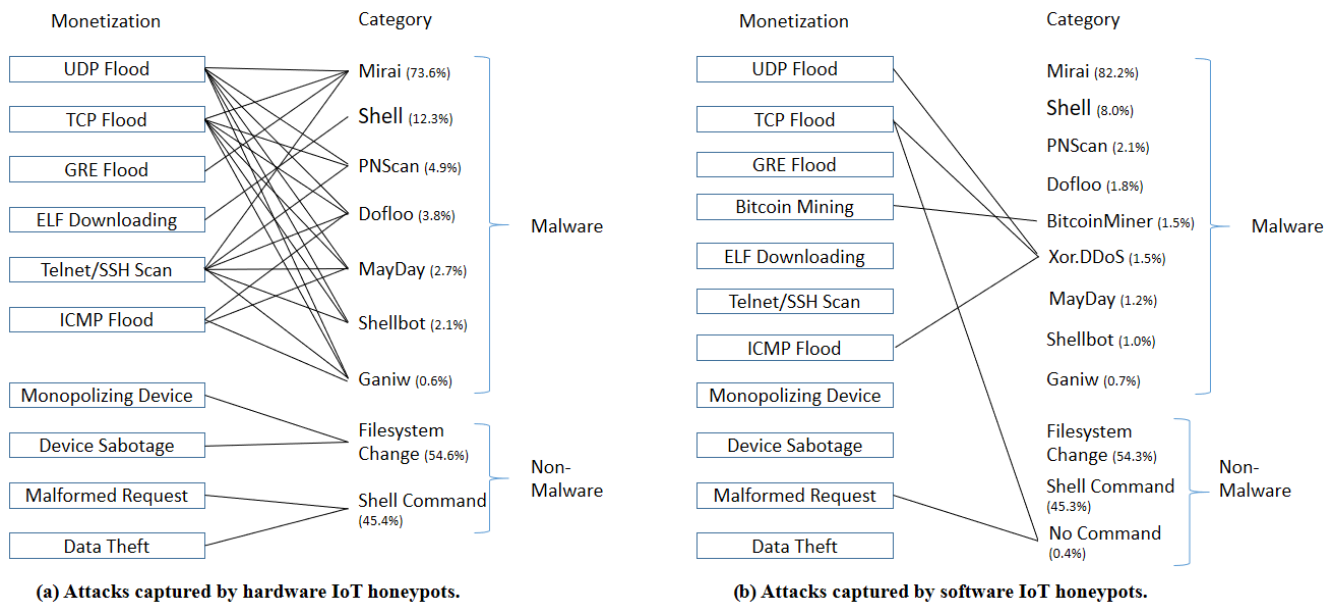 Monetization
Category
UDP Flood
TCP Flood
GRE Flood
ELF Downloading
Telnet/SSH Scan
ICMP Flood
Monopolizing Device
Device Sabotage
Malformed Request
Data Theft
Mirai (73.6%)
Shell (12.3%)
PNScan (4.9%)
Dofloo (3.8%)
MayDay (2.7%)
Shellbot (2.1%)
Ganiw (0.6%)
Filesystem
Change (54.6%)
Shell Command
(45.4%)
Malware
Non-
Malware
(a) Attacks captured by hardware IoT honeypots.
Monetization
Category
UDP Flood
TCP Flood
GRE Flood
Bitcoin Mining
ELF Downloading
Telnet/SSH Scan
ICMP Flood
Monopolizing Device
Device Sabotage
Malformed Request
Data Theft
Mirai (82.2%)
Shell (8.0%)
PNScan (2.1%)
Dofloo (1.8%)
BitcoinMiner (1.5%)
Xor.DDoS (1.5%)
MayDay (1.2%)
Shellbot (1.0%)
Ganiw (0.7%)
Filesystem
Change (54.3%)
Shell Command
(45.3%)
No Command
(0.4%)
Malware
Non-
Malware
(b) Attacks captured by software IoT honeypots.